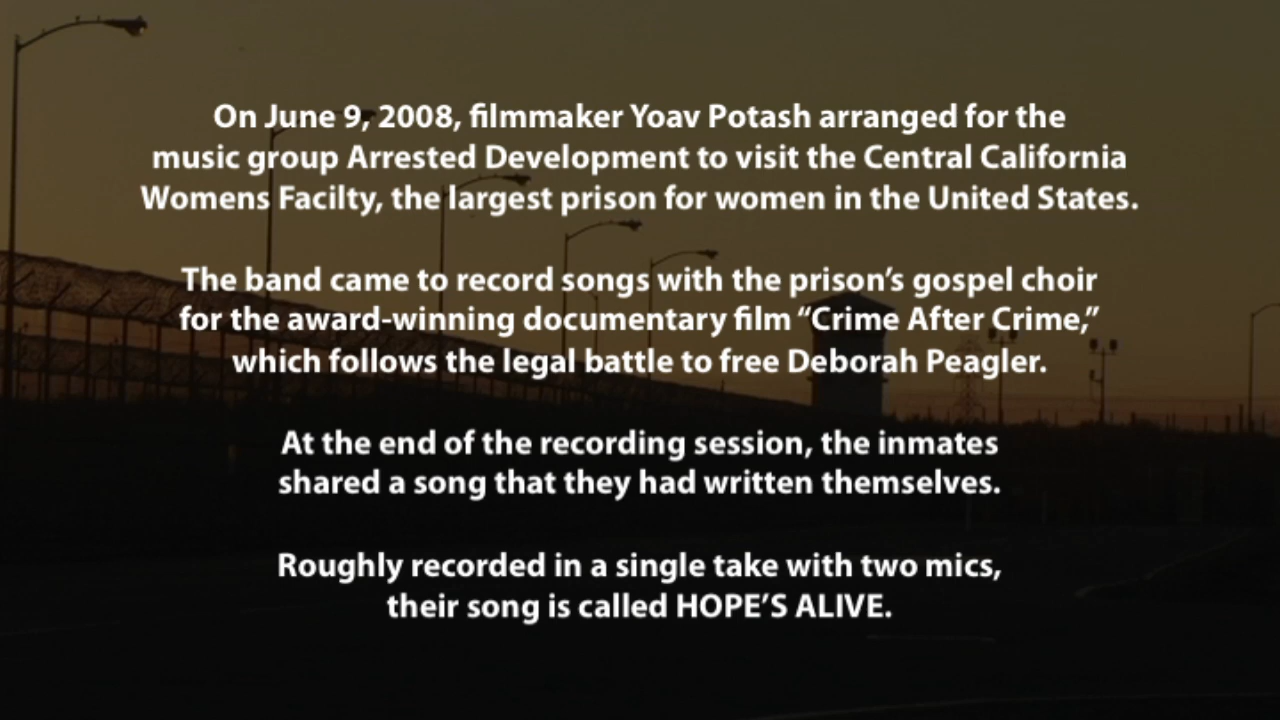 On June 9, 2008, filmmaker Yoav Potash arranged for the
music group Arrested Development to visit the Central California
Womens Facilty, the largest prison for women in the United States.
The band came to record songs with the prison’s gospel choir
for the award-winning documentary film “Crime After Crime,”
which follows the legal battle to free Deborah Peagler.
At the end of the recording session, the inmates
shared a song that they had written themselves.
Roughly recorded in a single take with two mics,
their song is called HOPE’S ALIVE.